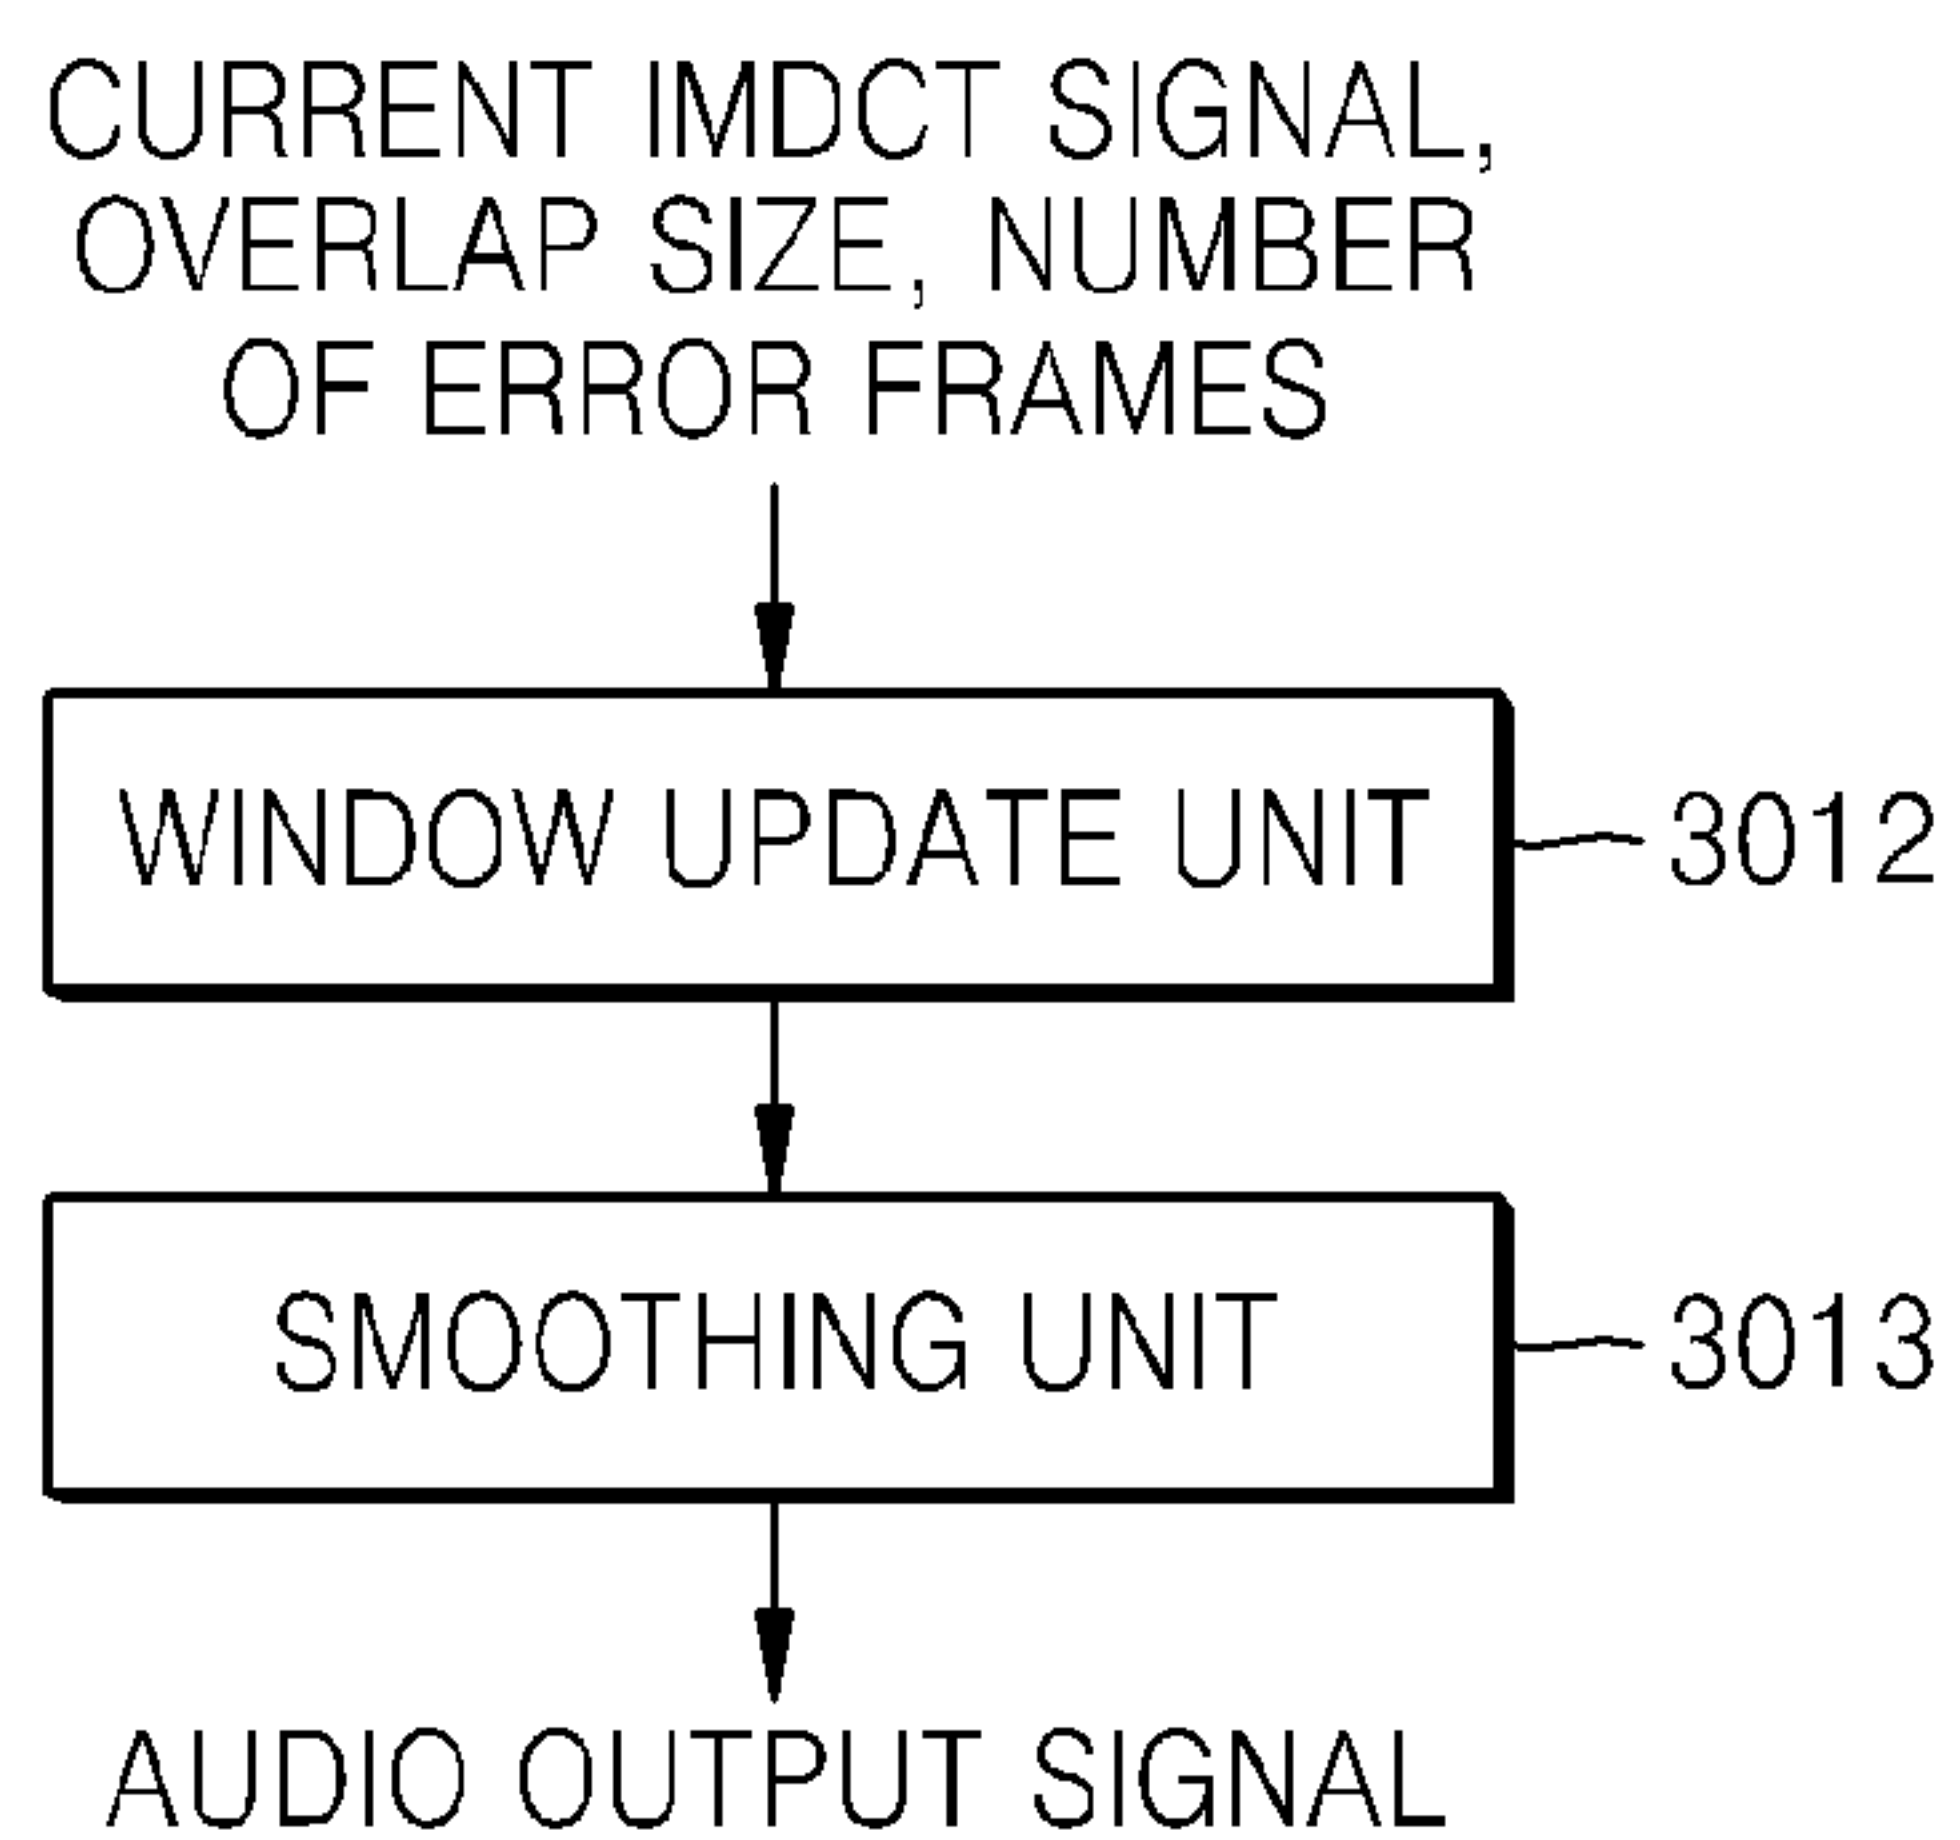 CURRENT IMDCT SIGNAL,
OVERLAP SIZE, NUMBER
OF ERROR FRAMES
WINDOW UPDATE UNIT
3012
SMOOTHING UNIT
3013
AUDIO OUTPUT SIGNAL